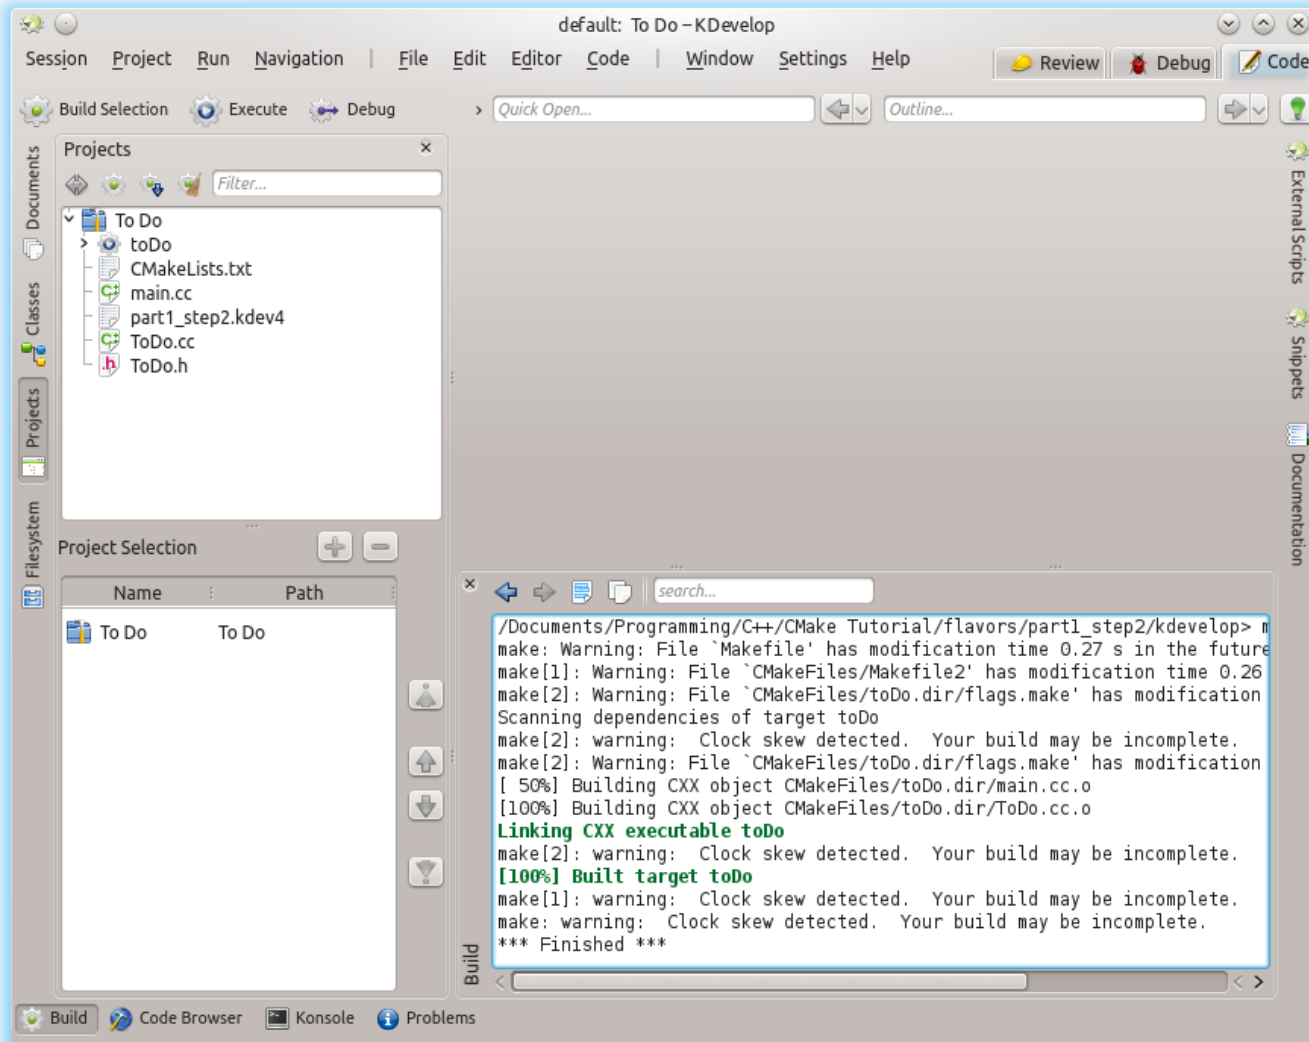 default: To Do – KDevelop
Session Project Run Navigation | File Edit Editor Code | Window Settings Help Review Debug Code
Build Selection Execute Debug > Quick Open... Outline...
Projects
Filter...
To Do
toDo
CMakeLists.txt
main.cc
part1_step2.kdev4
ToDo.cc
ToDo.h
Documents
Classes
Projects
Filesystem
External Scripts
Snippets
Documentation
Project Selection
Name Path
To Do To Do
search...
/Documents/Programming/C++/CMake Tutorial/flavors/part1_step2/kdevelop> m
make: Warning: File `Makefile' has modification time 0.27 s in the future
make[1]: Warning: File `CMakeFiles/Makefile2' has modification time 0.26
make[2]: Warning: File `CMakeFiles/toDo.dir/flags.make' has modification
Scanning dependencies of target toDo
make[2]: warning:  Clock skew detected.  Your build may be incomplete.
make[2]: Warning: File `CMakeFiles/toDo.dir/flags.make' has modification
[ 50%] Building CXX object CMakeFiles/toDo.dir/main.cc.o
[100%] Building CXX object CMakeFiles/toDo.dir/ToDo.cc.o
Linking CXX executable toDo
make[2]: warning:  Clock skew detected.  Your build may be incomplete.
[100%] Built target toDo
make[1]: warning:  Clock skew detected.  Your build may be incomplete.
make: warning:  Clock skew detected.  Your build may be incomplete.
*** Finished ***
Build
Build Code Browser Konsole Problems